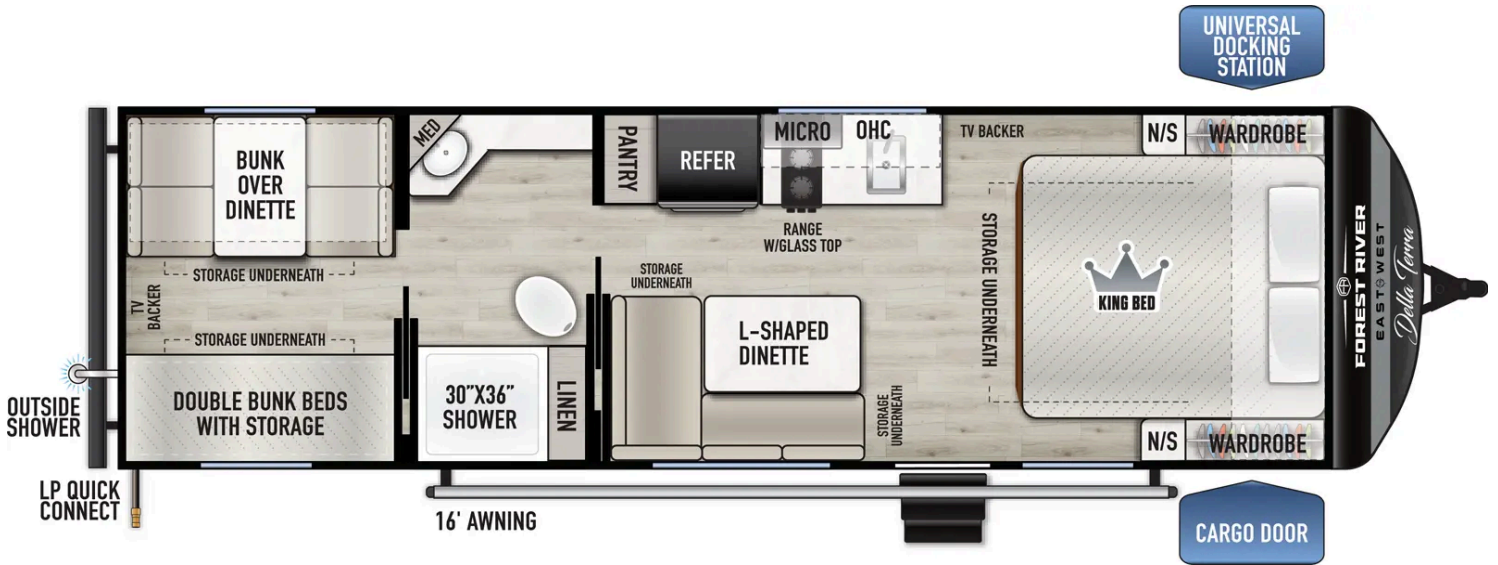 UNIVERSAL
DOCKING
STATION
MED
PANTRY
REFER
MICRO
OHC
TV BACKER
N/S
WARDROBE
BUNK
OVER
DINETTE
RANGE
W/GLASS TOP
STORAGE UNDERNEATH
TV
BACKER
STORAGE UNDERNEATH
STORAGE
UNDERNEATH
STORAGE UNDERNEATH
KING BED
FOREST RIVER
EAST WEST
Della Terra
L-SHAPED
DINETTE
DOUBLE BUNK BEDS
WITH STORAGE
30"X36"
SHOWER
LINEN
STORAGE
UNDERNEATH
N/S
WARDROBE
OUTSIDE
SHOWER
LP QUICK
CONNECT
16' AWNING
CARGO DOOR